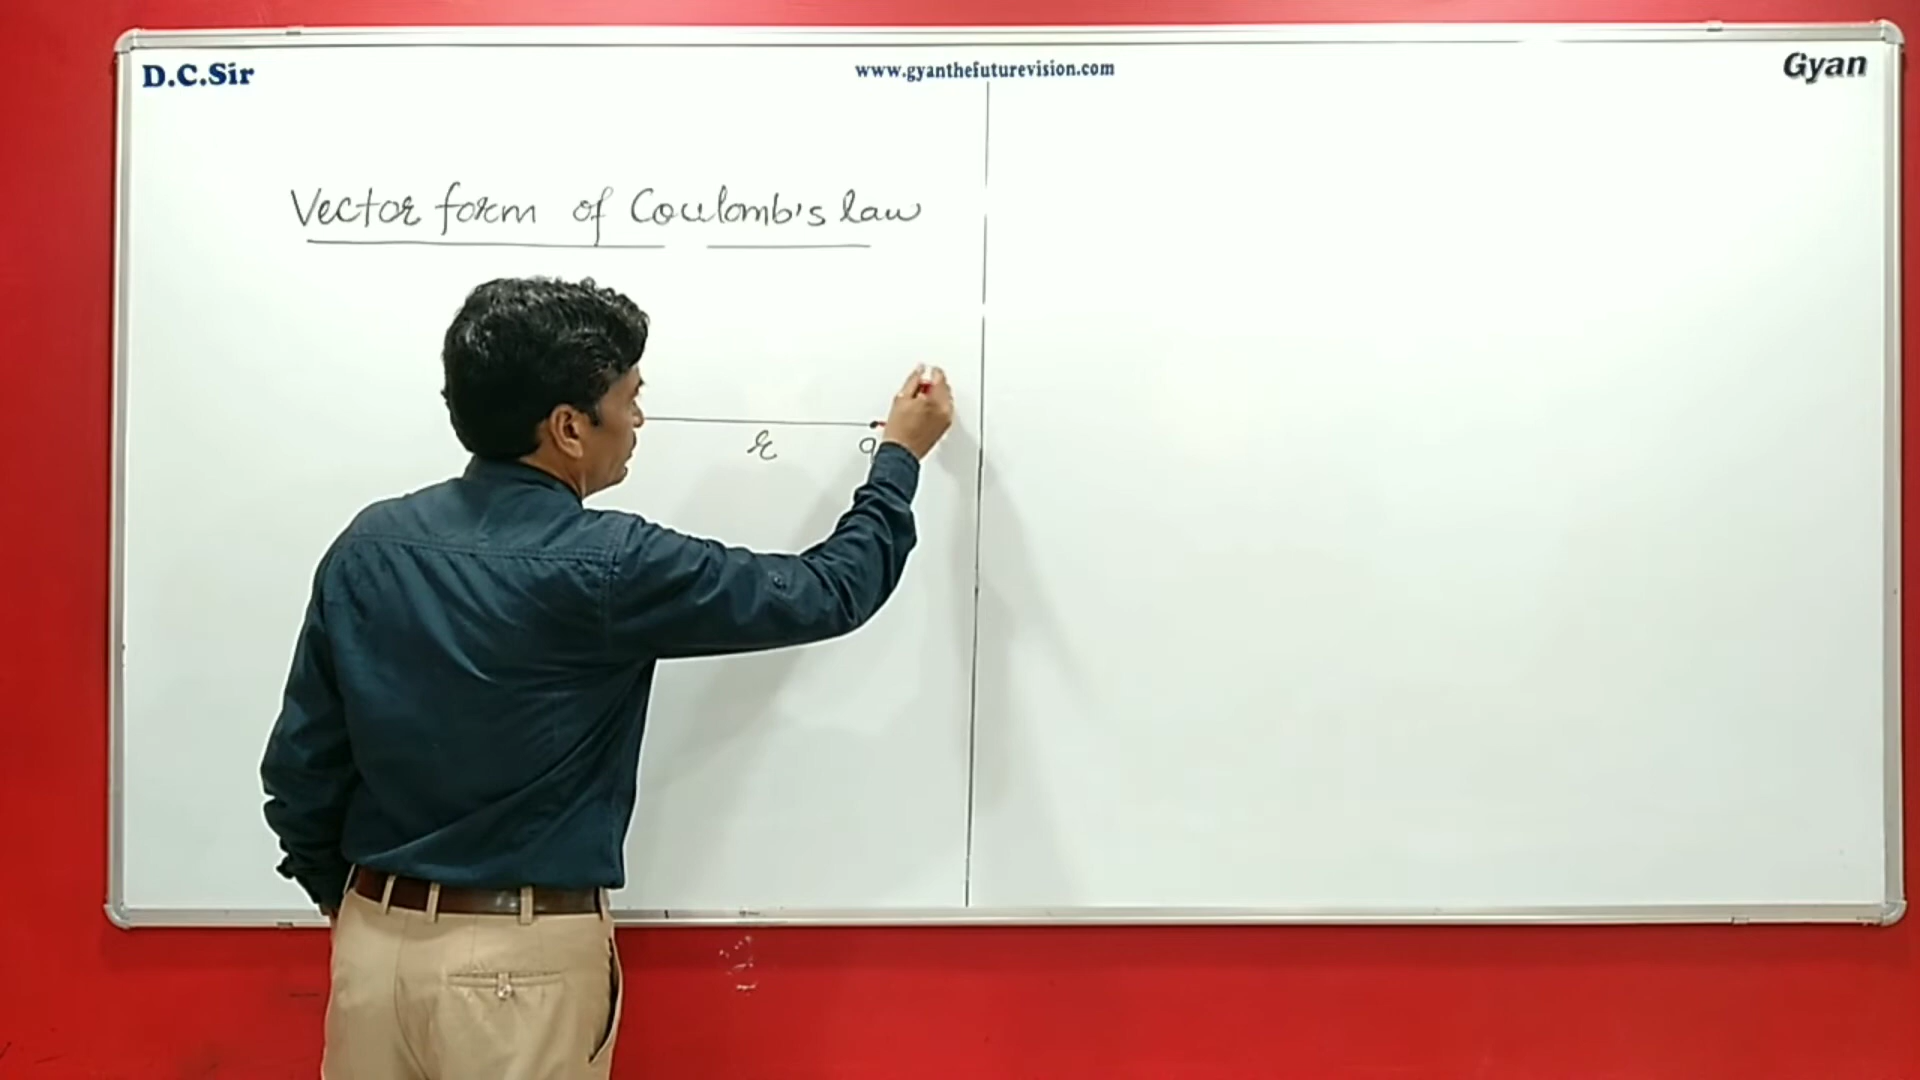 D.C.Sir
www.gyanthefuturevision.com
Gyan
Vector form of Coulomb's law
r
q